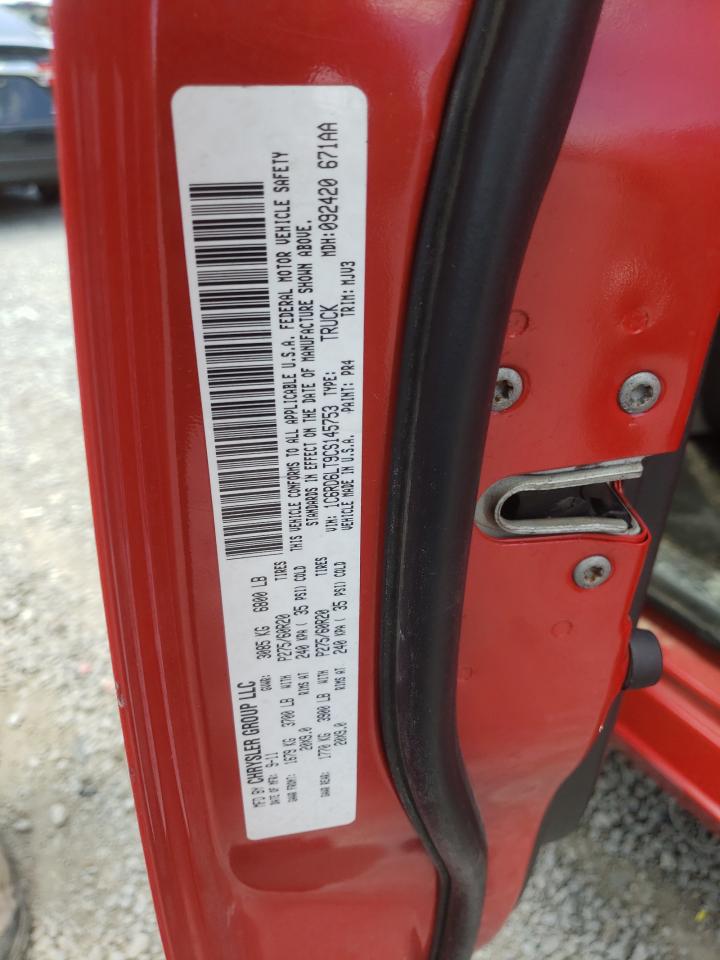 MFD BY CHRYSLER GROUP LLC
DATE OF MFR: 9-11 GVWR: 3085 KG 6800 LB
GAWR FRONT: 1679 KG 3700 LB WITH P275/60R20 TIRES
20X9.0 RIMS AT 240 KPA ( 35 PSI) COLD
GAWR REAR: 1770 KG 3900 LB WITH P275/60R20 TIRES
20X9.0 RIMS AT 240 KPA ( 35 PSI) COLD
THIS VEHICLE CONFORMS TO ALL APPLICABLE U.S.A. FEDERAL MOTOR VEHICLE SAFETY
STANDARDS IN EFFECT ON THE DATE OF MANUFACTURE SHOWN ABOVE.
VIN: 1C6RD6LT9CS145753 TYPE: TRUCK MDH: 092420 671AA
VEHICLE MADE IN U.S.A. PAINT: PR4 TRIM: MJV3